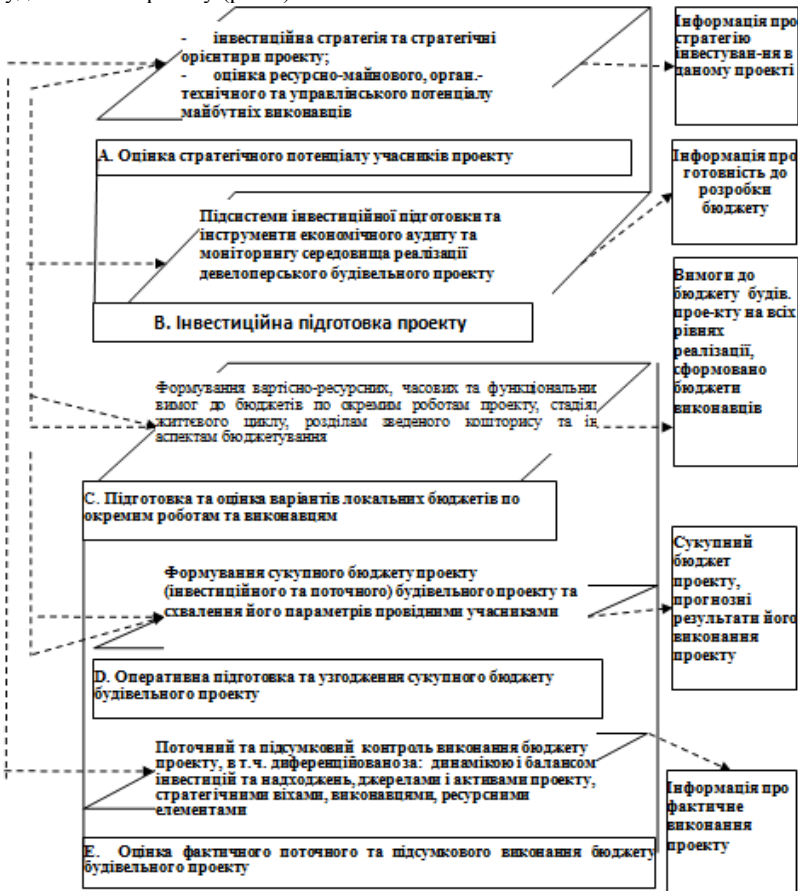 - інвестиційна стратегія та стратегічні
орієнтири проекту;
- оцінка ресурсно-майнового, орган.-
технічного та управлінського потенціалу
майбутніх виконавців
Інформація про
стратегію
інвестуван-ня в
даному проекті
А. Оцінка стратегічного потенціалу учасників проекту
Інформація про
готовність до
розробки
бюджету
Підсистеми інвестиційної підготовки та
інструменти економічного аудиту та
моніторингу середовища реалізації
девелоперського будівельного проекту
В. Інвестиційна підготовка проекту
Вимоги до
бюджету будів.
прое-кту на всіх
рівнях
реалізації,
сформовано
бюджети
виконавців
Формування вартісно-ресурсних, часових та функціональни
вимог до бюджетів по окремим роботам проекту, стадія
життєвого циклу, розділам зведеного кошторису та ін
аспектам бюджетування
С. Підготовка та оцінка варіантів локальних бюджетів по
окремим роботам та виконавцям
Формування сукупного бюджету проекту
(інвестиційного та поточного) будівельного проекту та
схвалення його параметрів провідними учасниками
Сукупний
бюджет
проекту,
прогнозні
результати його
виконання
проекту
D. Оперативна підготовка та узгодження сукупного бюджету
будівельного проекту
Поточний та підсумковий контроль виконання бюджету
проекту, в т.ч. диференційовано за: динамікою і балансом
інвестицій та надходжень, джерелами і активами проекту,
стратегічними віхами, виконавцями, ресурсними
елементами
Інформація про
фактичне
виконання
проекту
Е. Оцінка фактичного поточного та підсумкового виконання бюджету
будівельного проекту